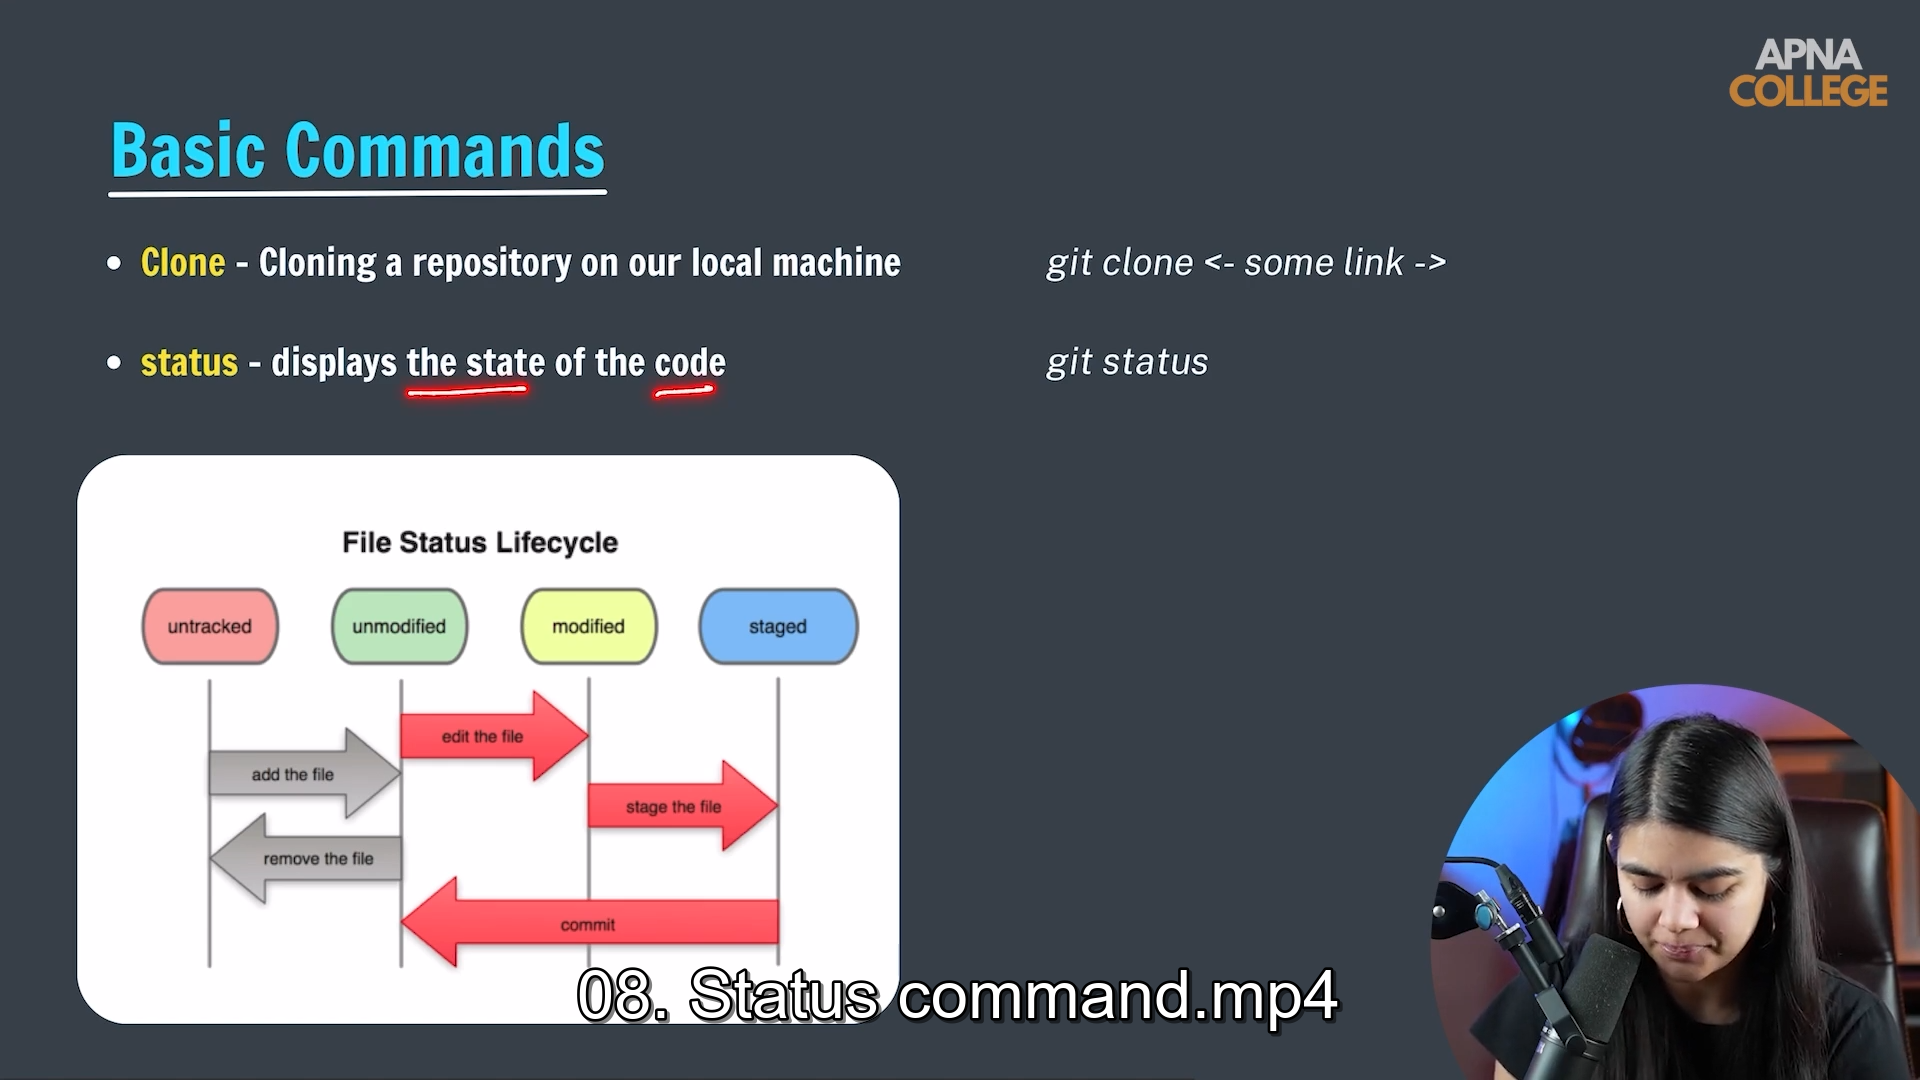 APNA
COLLEGE
Basic Commands
• Clone - Cloning a repository on our local machine
git clone <- some link ->
• status - displays the state of the code
git status
File Status Lifecycle
untracked
unmodified
modified
staged
edit the file
add the file
stage the file
remove the file
commit
08. Status command.mp4